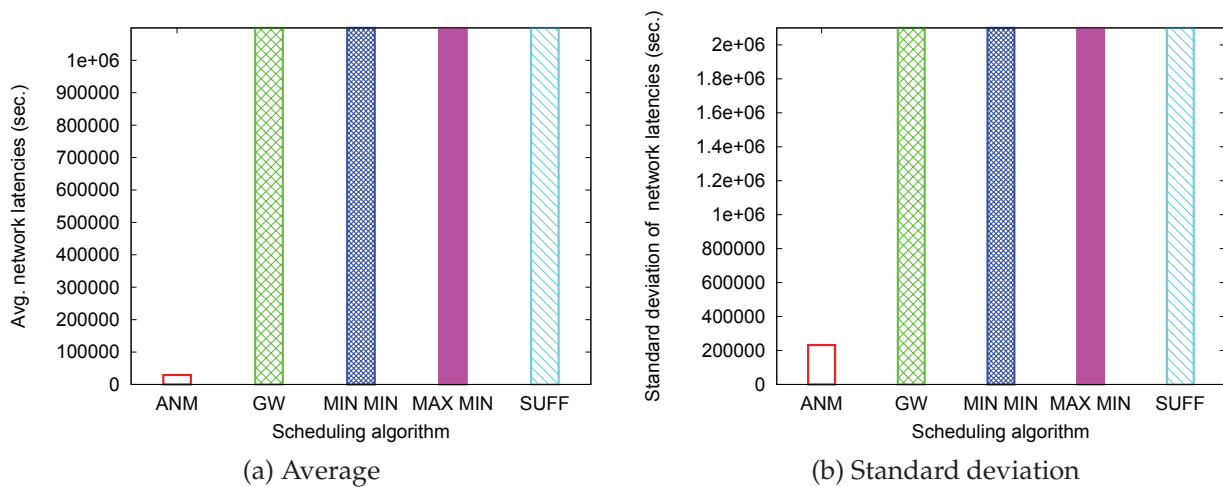 Avg. network latencies (sec.)
1e+06
900000
800000
700000
600000
500000
400000
300000
200000
100000
0
ANM GW MIN MIN MAX MIN SUFF
Scheduling algorithm
(a) Average
Standard deviation of network latencies (sec.)
2e+06
1.8e+06
1.6e+06
1.4e+06
1.2e+06
1e+06
800000
600000
400000
200000
0
ANM GW MIN MIN MAX MIN SUFF
Scheduling algorithm
(b) Standard deviation